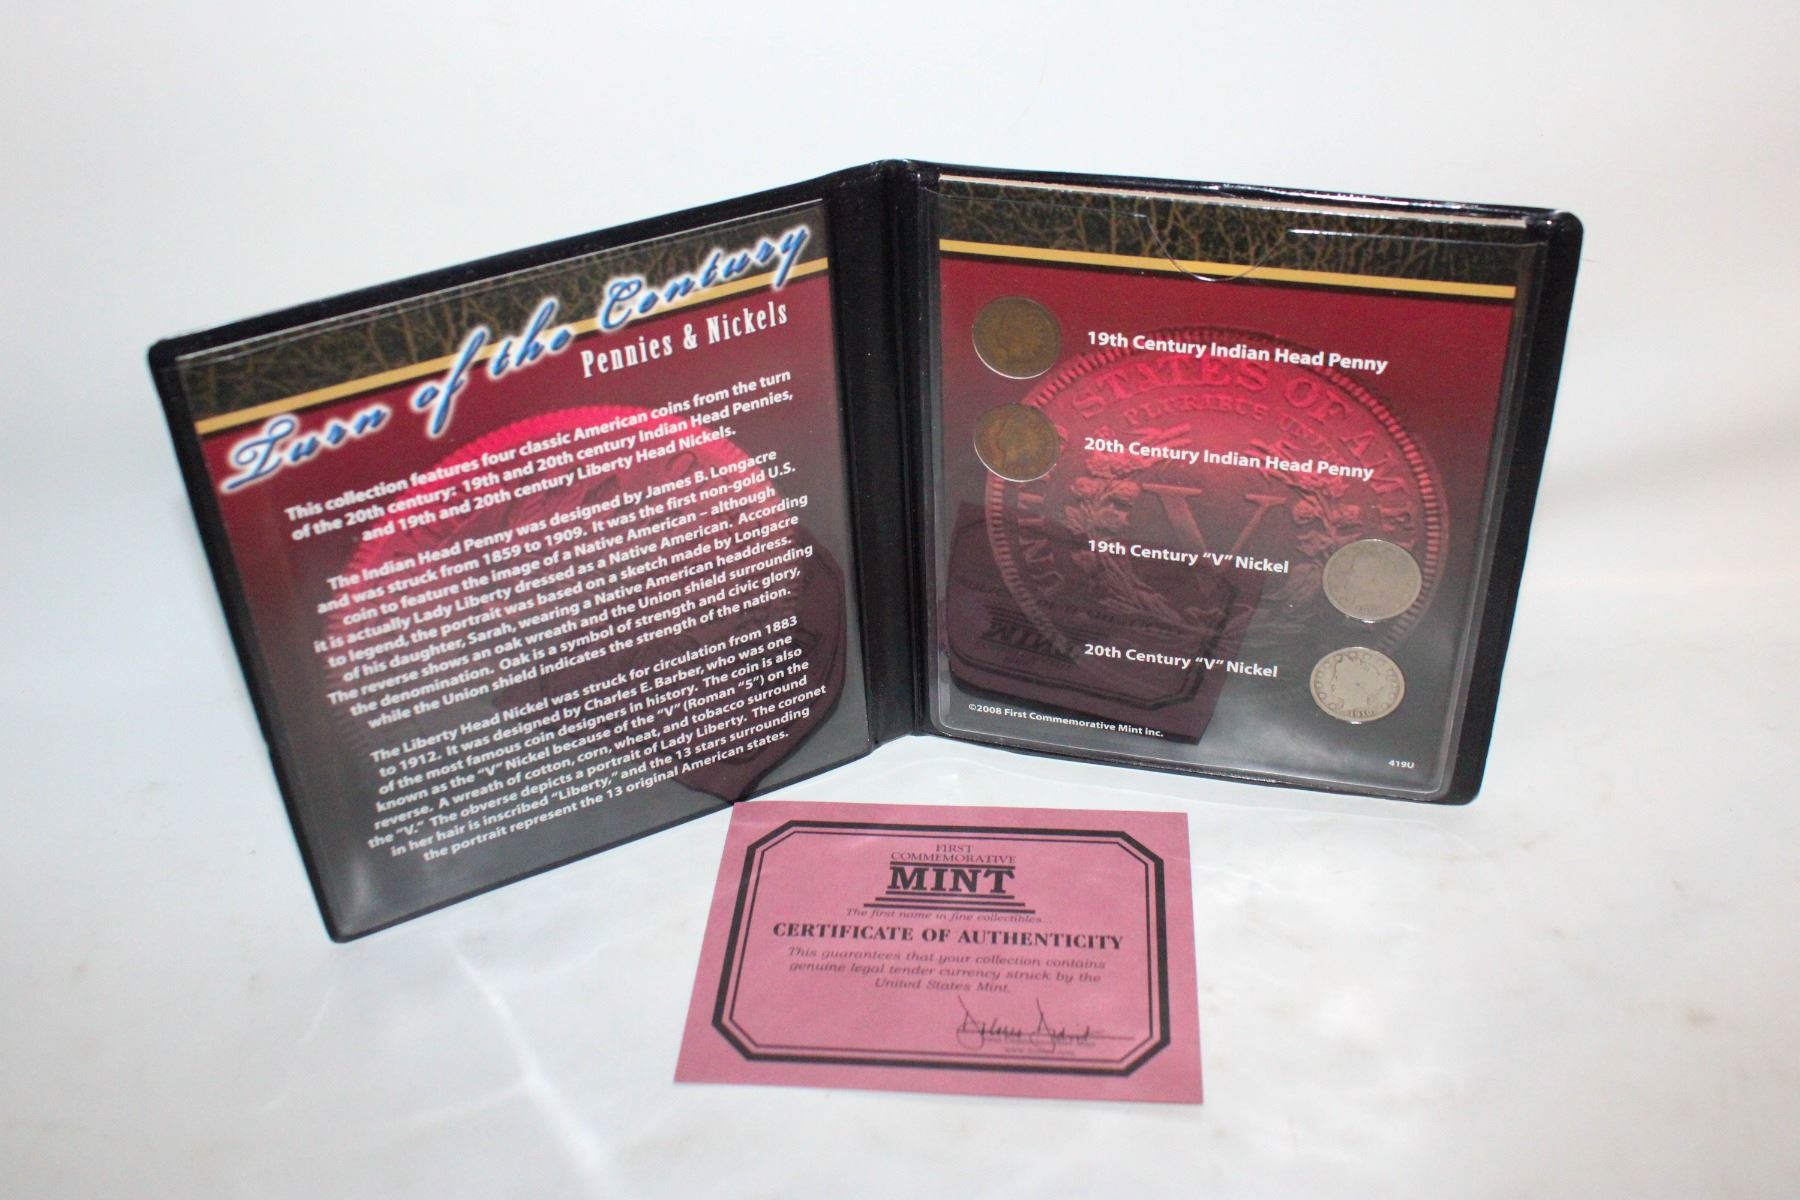 Turn of the Century
Pennies & Nickels
This collection features four classic American coins from the turn
of the 20th century: 19th and 20th century Indian Head Pennies,
and 19th and 20th century Liberty Head Nickels.
The Indian Head Penny was designed by James B. Longacre
and was struck from 1859 to 1909. It was the first non-gold U.S.
coin to feature the image of a Native American – although
it is actually Lady Liberty dressed as a Native American. According
to legend, the portrait was based on a sketch made by Longacre
of his daughter, Sarah, wearing a Native American headdress.
The reverse shows an oak wreath and the Union shield surrounding
the denomination. Oak is a symbol of strength and civic glory,
while the Union shield indicates the strength of the nation.
The Liberty Head Nickel was struck for circulation from 1883
to 1912. It was designed by Charles E. Barber, who was one
of the most famous coin designers in history. The coin is also
known as the "V" Nickel because of the "V" (Roman "5") on the
reverse. A wreath of cotton, corn, wheat, and tobacco surround
the "V." The obverse depicts a portrait of Lady Liberty. The coronet
in her hair is inscribed "Liberty," and the 13 stars surrounding
the portrait represent the 13 original American states.
19th Century Indian Head Penny
20th Century Indian Head Penny
19th Century "V" Nickel
20th Century "V" Nickel
UNITED STATES OF AME
E PLURIBUS UNUM
V
1910
©2008 First Commemorative Mint inc.
419U
FIRST
COMMEMORATIVE
MINT
The first name in fine collectibles...
CERTIFICATE OF AUTHENTICITY
This guarantees that your collection contains
genuine legal tender currency struck by the
United States Mint.